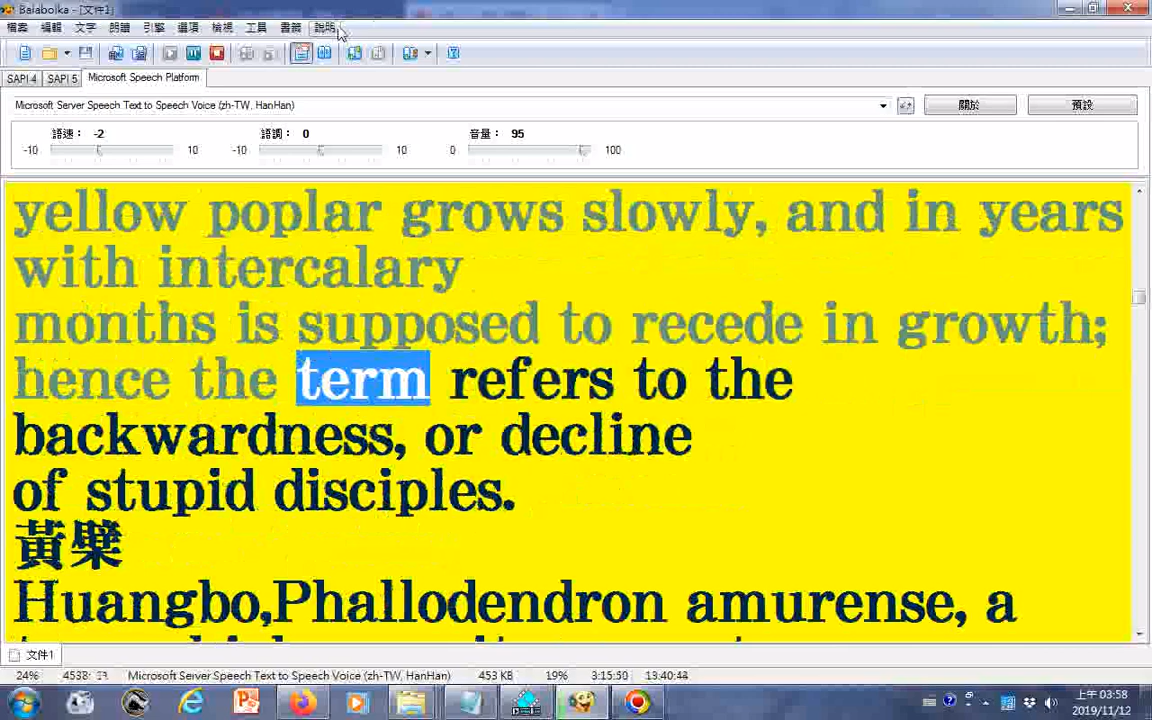 Balabolka - [文件1]
檔案 編輯 文字 朗讀 引擎 選項 檢視 工具 書籤 說明
SAPI 4 SAPI 5 Microsoft Speech Platform
Microsoft Server Speech Text to Speech Voice (zh-TW, HanHan) 關於 預設
語速： -2 語調： 0 音量： 95
-10 10 -10 10 0 100
yellow poplar grows slowly, and in years
with intercalary
months is supposed to recede in growth;
hence the term refers to the
backwardness, or decline
of stupid disciples.
黃檗
Huangbo,Phallodendron amurense, a
文件1
24% Microsoft Server Speech Text to Speech Voice (zh-TW, HanHan) 453 KB 19% 3:15:50 13:40:43
上午 03:58
2019/11/12